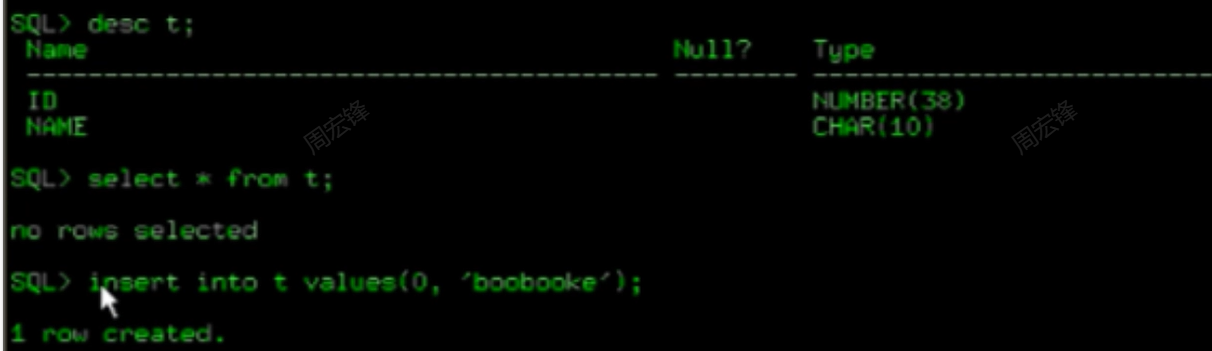 SQL> desc t;
Name Null? Type
----------------------------------------- -------- ----------------------------
ID NUMBER(38)
NAME CHAR(10)
周宏锋 周宏锋
SQL> select * from t;
no rows selected
SQL> insert into t values(0, 'boobooke');
1 row created.